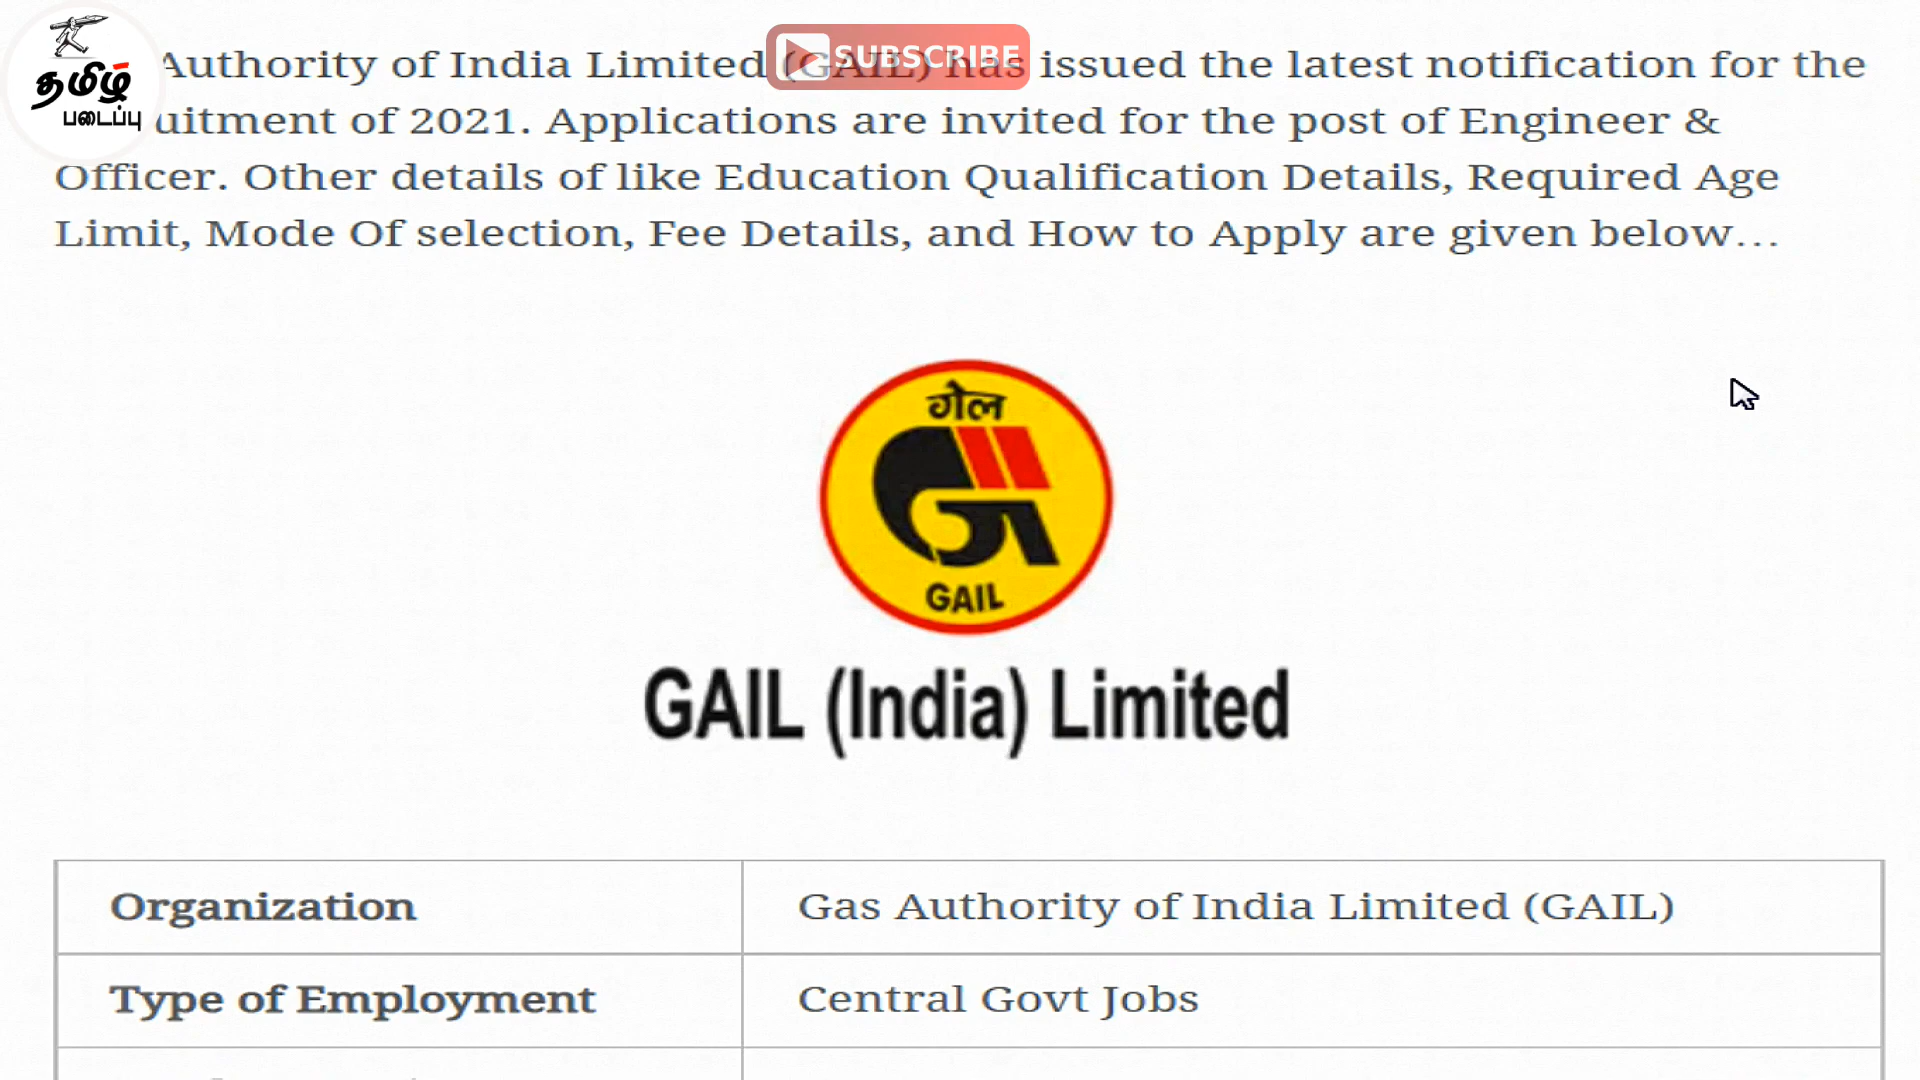 தமிழ்
படைப்பு
SUBSCRIBE
Authority of India Limited (GAIL) has issued the latest notification for the
uitment of 2021. Applications are invited for the post of Engineer &
Officer. Other details of like Education Qualification Details, Required Age
Limit, Mode Of selection, Fee Details, and How to Apply are given below...
गेल
GAIL
GAIL (India) Limited
Organization Gas Authority of India Limited (GAIL)
Type of Employment Central Govt Jobs